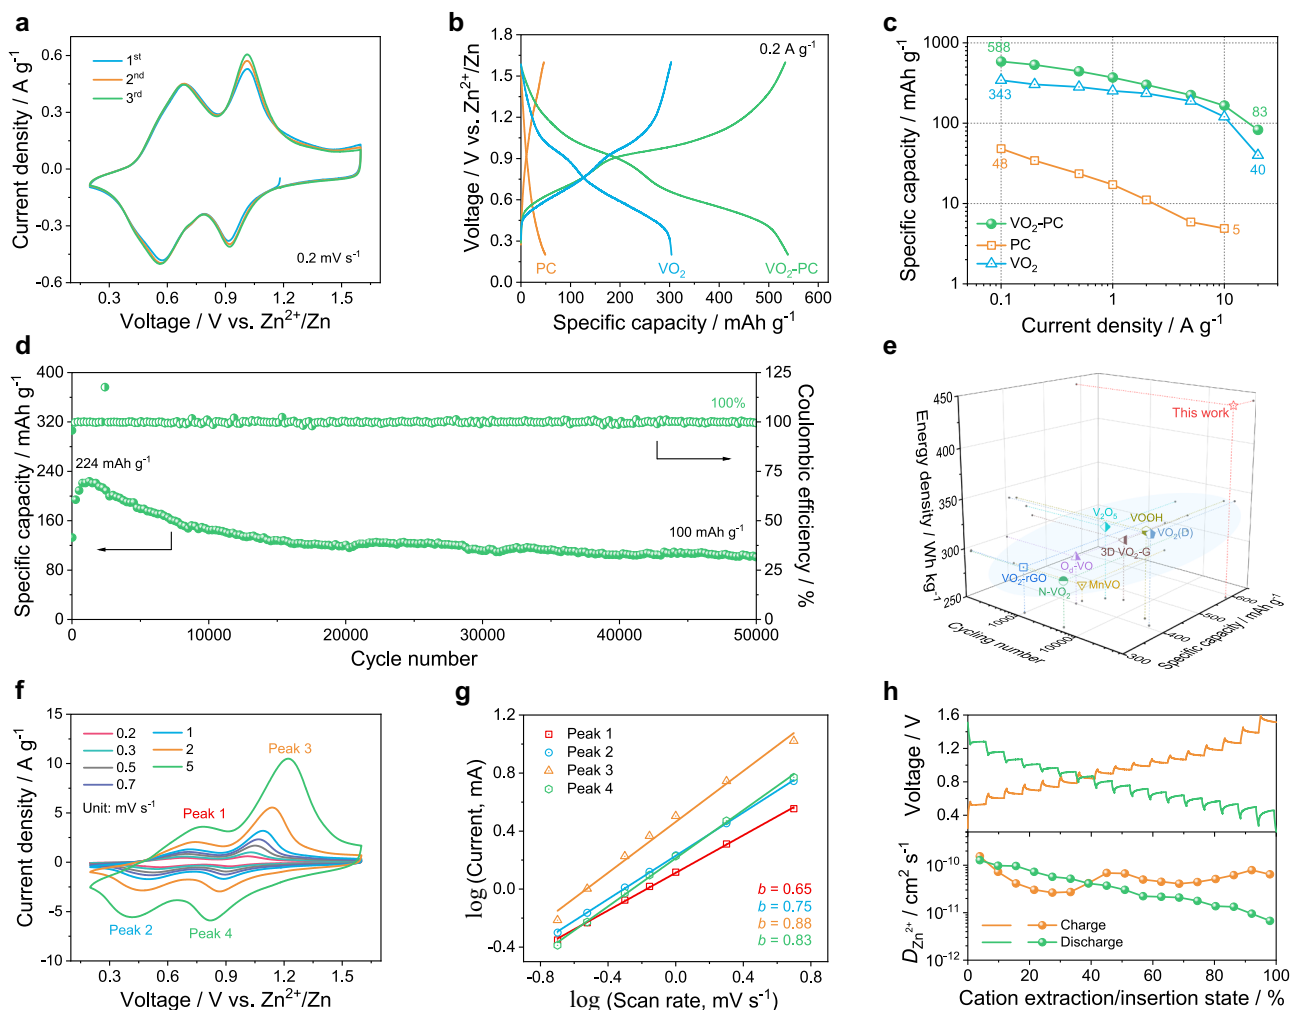 a
Current density / A g⁻¹
0.6
0.3
0.0
-0.3
-0.6
1st
2nd
3rd
0.2 mV s⁻¹
0.3 0.6 0.9 1.2 1.5
Voltage / V vs. Zn²⁺/Zn
b
Voltage / V vs. Zn²⁺/Zn
1.8
1.5
1.2
0.9
0.6
0.3
0.0
0.2 A g⁻¹
PC VO₂ VO₂-PC
0 100 200 300 400 500 600
Specific capacity / mAh g⁻¹
c
Specific capacity / mAh g⁻¹
1000
100
10
1
588
343
48
83
40
5
VO₂-PC
PC
VO₂
0.1 1 10
Current density / A g⁻¹
d
Specific capacity / mAh g⁻¹
400
320
240
160
80
0
224 mAh g⁻¹
100%
100 mAh g⁻¹
125
100
75
50
25
0
Coulombic efficiency / %
0 10000 20000 30000 40000 50000
Cycle number
e
Energy density / Wh kg⁻¹
450
400
350
300
250
This work
V₂O₅
VOOH
VO₂(D)
3D VO₂-G
O_d-VO
VO₂-rGO
N-VO₂
MnVO
1000
10000
Cycling number
300
400
500
600
Specific capacity / mAh g⁻¹
f
Current density / A g⁻¹
15
10
5
0
-5
-10
0.2 1
0.3 2
0.5 5
0.7
Unit: mV s⁻¹
Peak 3
Peak 1
Peak 2
Peak 4
0.3 0.6 0.9 1.2 1.5
Voltage / V vs. Zn²⁺/Zn
g
log (Current, mA)
1.2
0.8
0.4
0.0
-0.4
Peak 1
Peak 2
Peak 3
Peak 4
b = 0.65
b = 0.75
b = 0.88
b = 0.83
-0.8 -0.4 0.0 0.4 0.8
log (Scan rate, mV s⁻¹)
h
Voltage / V
1.6
1.2
0.8
0.4
D_Zn²⁺ / cm² s⁻¹
10⁻¹⁰
10⁻¹¹
10⁻¹²
Charge
Discharge
0 20 40 60 80 100
Cation extraction/insertion state / %